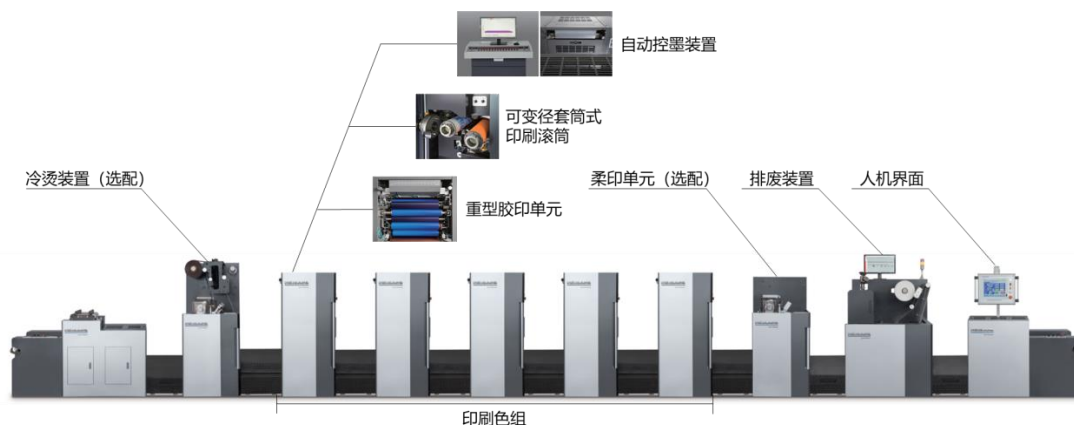 自动控墨装置
可变径套筒式
印刷滚筒
冷烫装置（选配）
重型胶印单元
柔印单元（选配）
排废装置
人机界面
印刷色组